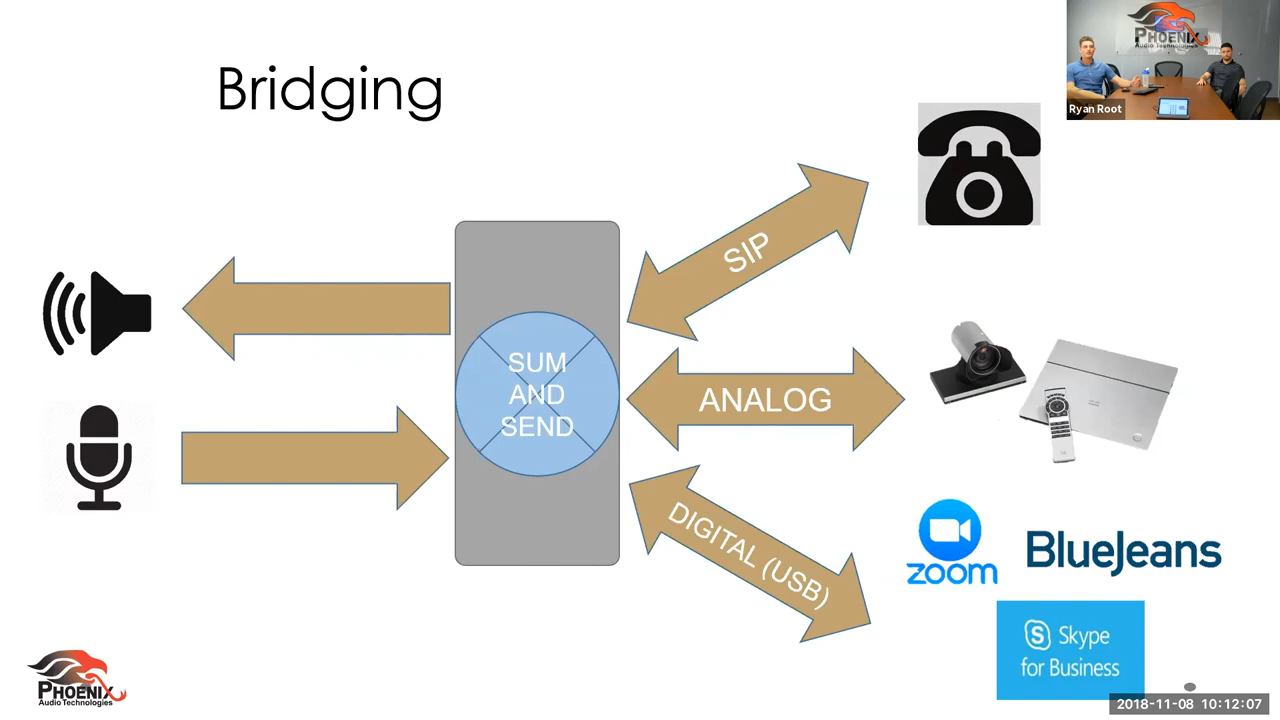 Bridging
PHOENIX
Audio Technologies
Ryan Root
SIP
SUM
AND
SEND
ANALOG
DIGITAL (USB)
zoom
BlueJeans
S Skype
for Business
PHOENIX
Audio Technologies
2018-11-08 10:12:07